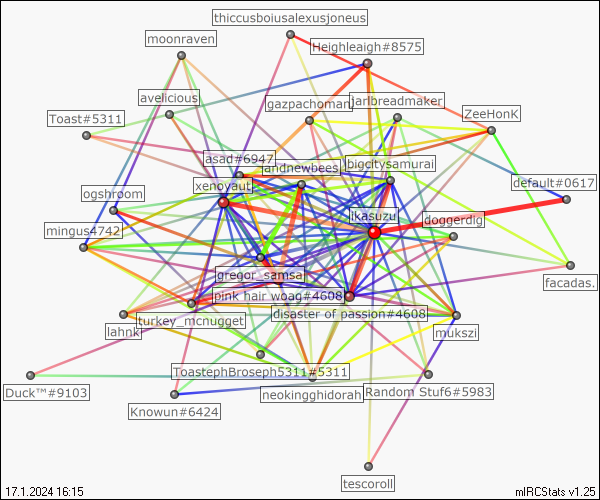 thiccusboiusalexusjoneus
moonraven
Heighleigh#8575
avelicious
gazpachoman
jarlbreadmaker
Toast#5311
ZeeHonK
asad#6947
andnewbees
bigcitysamurai
xenoyaut
default#0617
ogshroom
lkasuzu
doggerdig
mingus4742
gregor_samsa
facadas.
pink hair woag#4608
disaster of passion#4608
lahnk
turkey_mcnugget
mukszi
ToastephBroseph5311#5311
Duck™#9103
neokingghidorah
Random Stuf6#5983
Knowun#6424
tescoroll
17.1.2024 16:15
mIRCStats v1.25